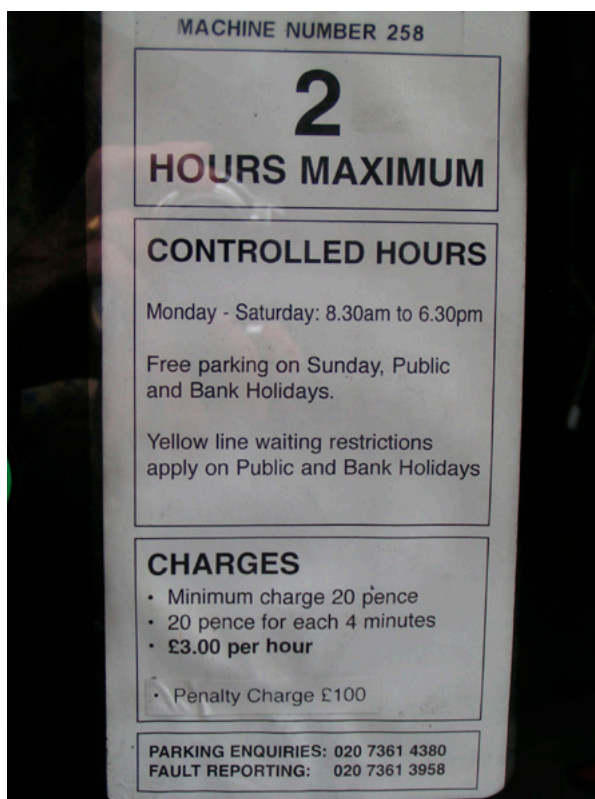 MACHINE NUMBER 258
2
HOURS MAXIMUM
CONTROLLED HOURS
Monday - Saturday: 8.30am to 6.30pm
Free parking on Sunday, Public
and Bank Holidays.
Yellow line waiting restrictions
apply on Public and Bank Holidays
CHARGES
• Minimum charge 20 pence
• 20 pence for each 4 minutes
• £3.00 per hour
• Penalty Charge £100
PARKING ENQUIRIES: 020 7361 4380
FAULT REPORTING: 020 7361 3958